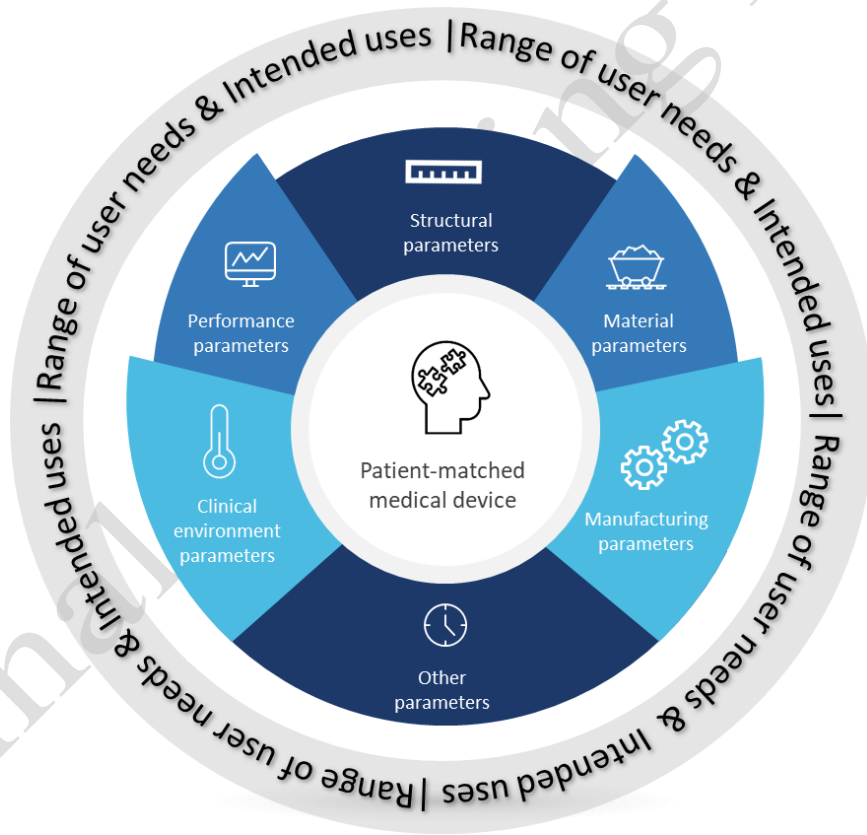 Range of user needs & Intended uses |Range of user needs & Intended uses| Range of user needs & Intended uses |Range of user needs & Intended uses |
Structural
parameters
Performance
parameters
Material
parameters
Patient-matched
medical device
Clinical
environment
parameters
Manufacturing
parameters
Other
parameters